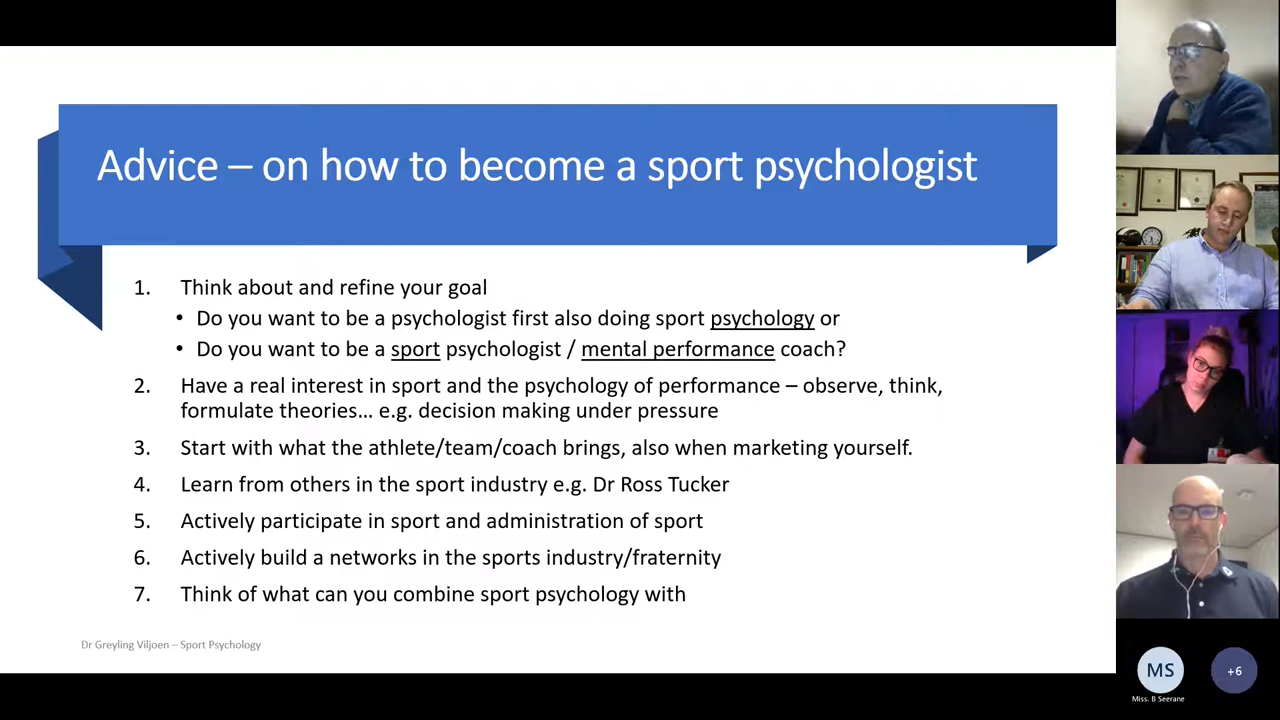 Advice – on how to become a sport psychologist
1. Think about and refine your goal
• Do you want to be a psychologist first also doing sport psychology or
• Do you want to be a sport psychologist / mental performance coach?
2. Have a real interest in sport and the psychology of performance – observe, think,
formulate theories... e.g. decision making under pressure
3. Start with what the athlete/team/coach brings, also when marketing yourself.
4. Learn from others in the sport industry e.g. Dr Ross Tucker
5. Actively participate in sport and administration of sport
6. Actively build a networks in the sports industry/fraternity
7. Think of what can you combine sport psychology with
Dr Greyling Viljoen – Sport Psychology
MS
Miss. B Seerane
+6